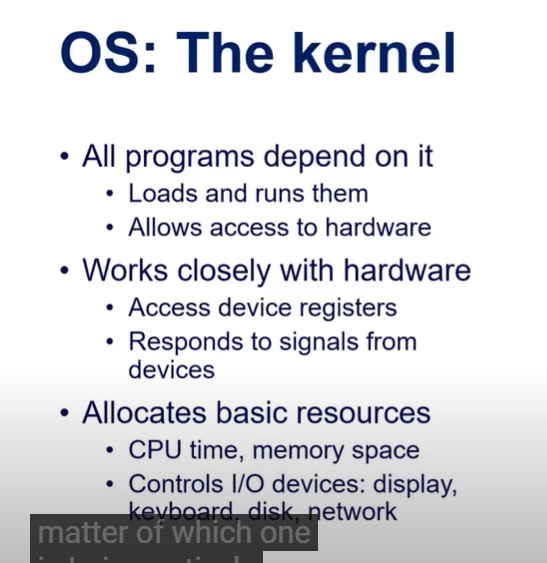 OS: The kernel
• All programs depend on it
• Loads and runs them
• Allows access to hardware
• Works closely with hardware
• Access device registers
• Responds to signals from
devices
• Allocates basic resources
• CPU time, memory space
• Controls I/O devices: display,
keyboard, disk, network
matter of which one